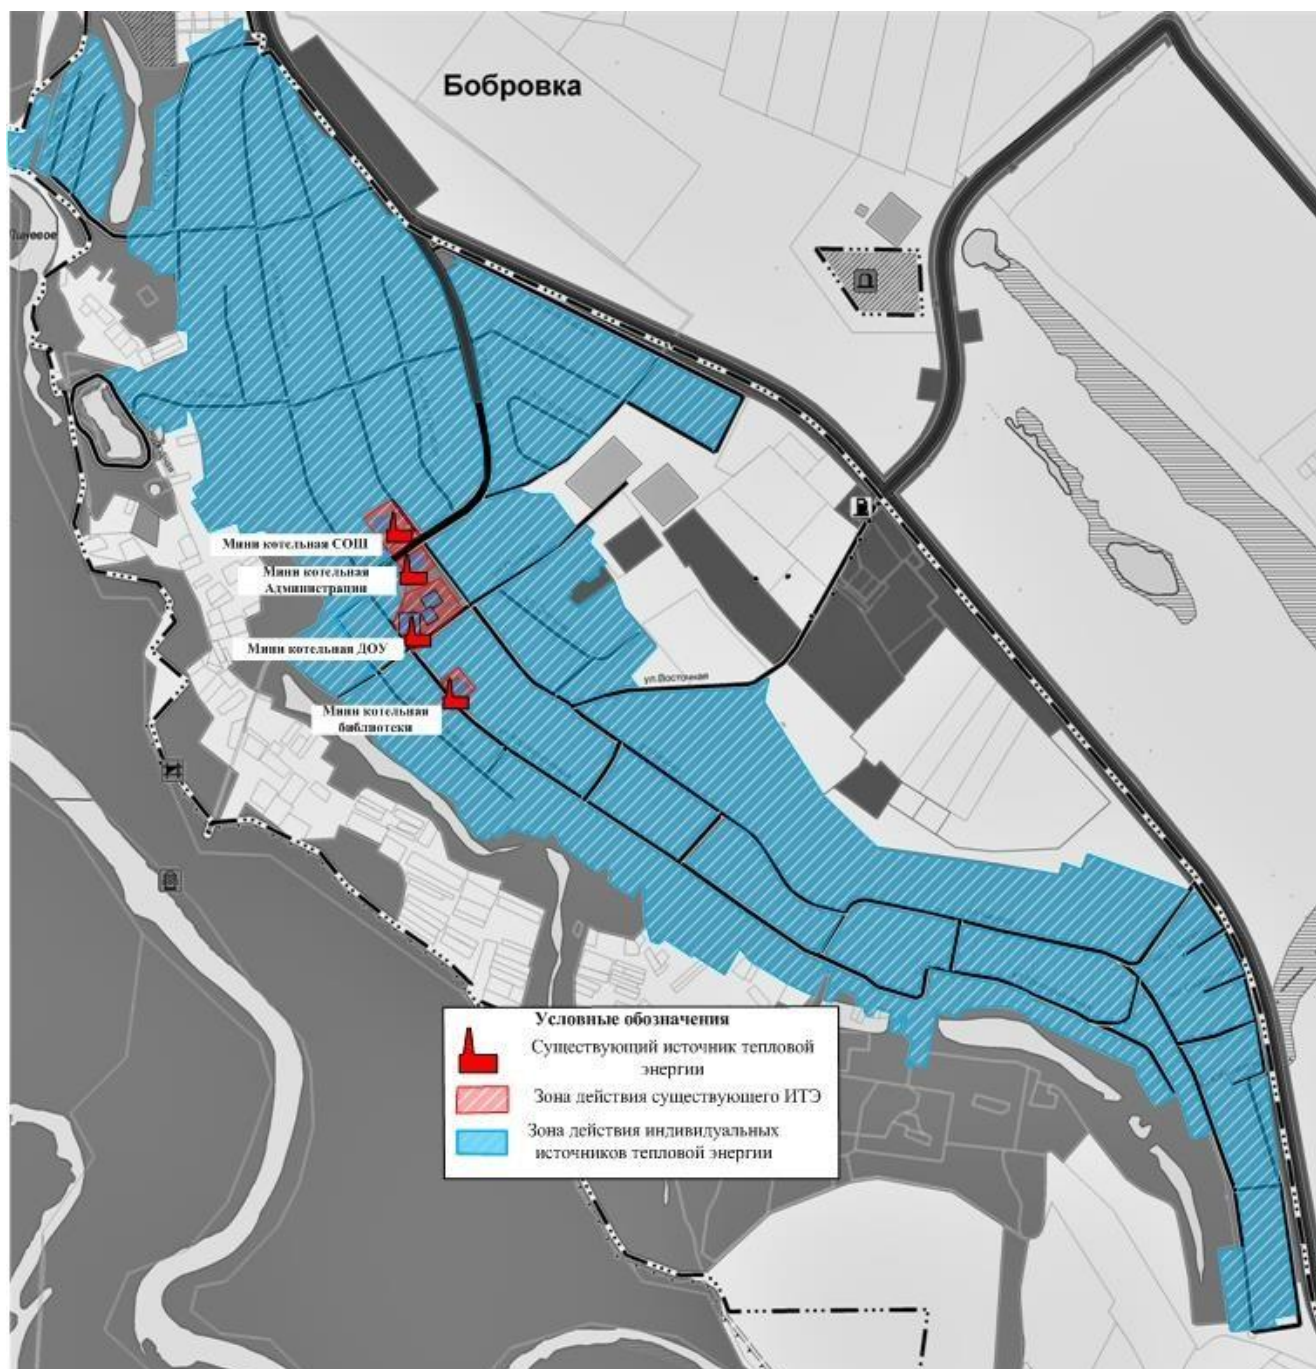 Бобровка
Мини котельная СОШ
Мини котельная
Администрации
Мини котельная ДОУ
ул.Восточная
Мини котельная
библиотеки
Условные обозначения
Существующий источник тепловой
энергии
Зона действия существующего ИТЭ
Зона действия индивидуальных
источников тепловой энергии